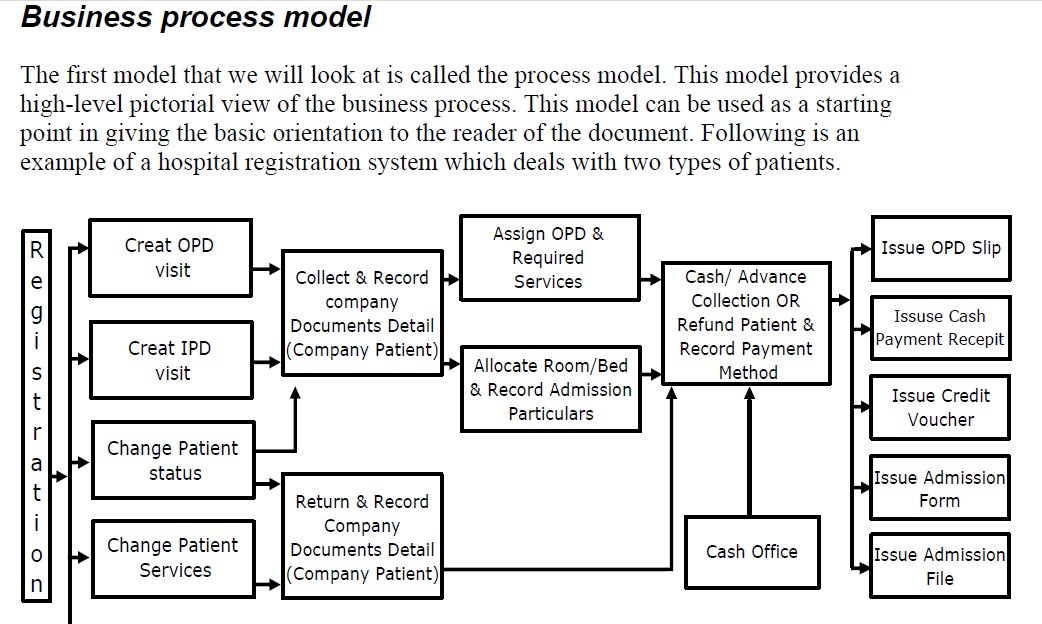 Business process model
The first model that we will look at is called the process model. This model provides a
high-level pictorial view of the business process. This model can be used as a starting
point in giving the basic orientation to the reader of the document. Following is an
example of a hospital registration system which deals with two types of patients.
Registration
Creat OPD
visit
Creat IPD
visit
Change Patient
status
Change Patient
Services
Collect & Record
company
Documents Detail
(Company Patient)
Return & Record
Company
Documents Detail
(Company Patient)
Assign OPD &
Required
Services
Allocate Room/Bed
& Record Admission
Particulars
Cash/ Advance
Collection OR
Refund Patient &
Record Payment
Method
Cash Office
Issue OPD Slip
Issuse Cash
Payment Recepit
Issue Credit
Voucher
Issue Admission
Form
Issue Admission
File